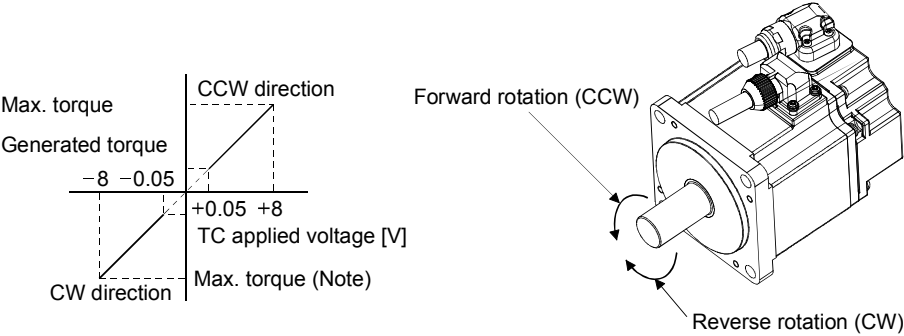 CCW direction
Max. torque
Generated torque
−8 −0.05
+0.05 +8
TC applied voltage [V]
Max. torque (Note)
CW direction
Forward rotation (CCW)
Reverse rotation (CW)